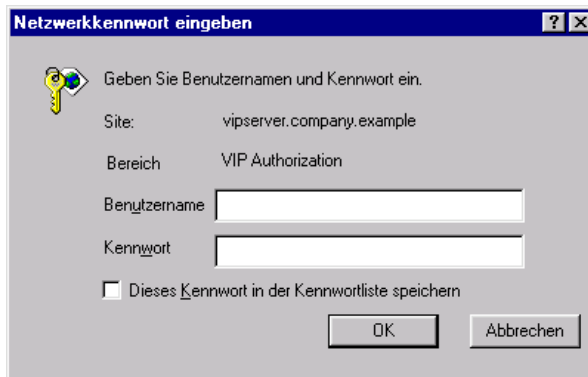 Netzwerkkennwort eingeben
Geben Sie Benutzernamen und Kennwort ein.
Site: vipserver.company.example
Bereich VIP Authorization
Benutzername
Kennwort
Dieses Kennwort in der Kennwortliste speichern
OK Abbrechen